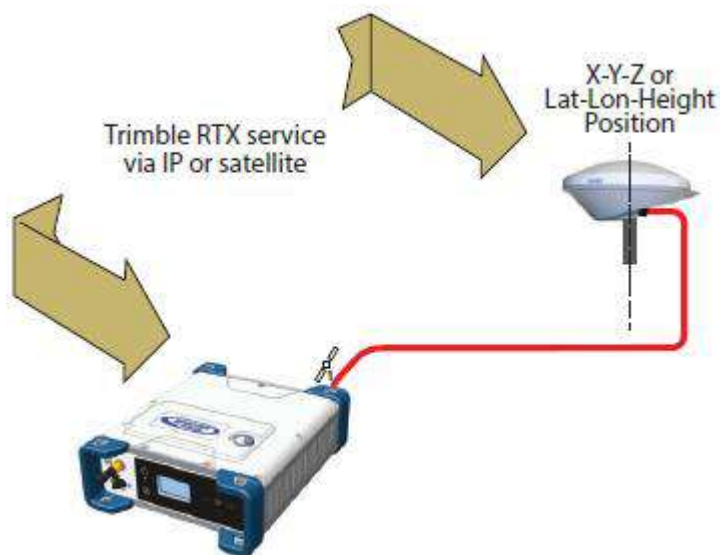 X-Y-Z or
Lat-Lon-Height
Position
Trimble RTX service
via IP or satellite